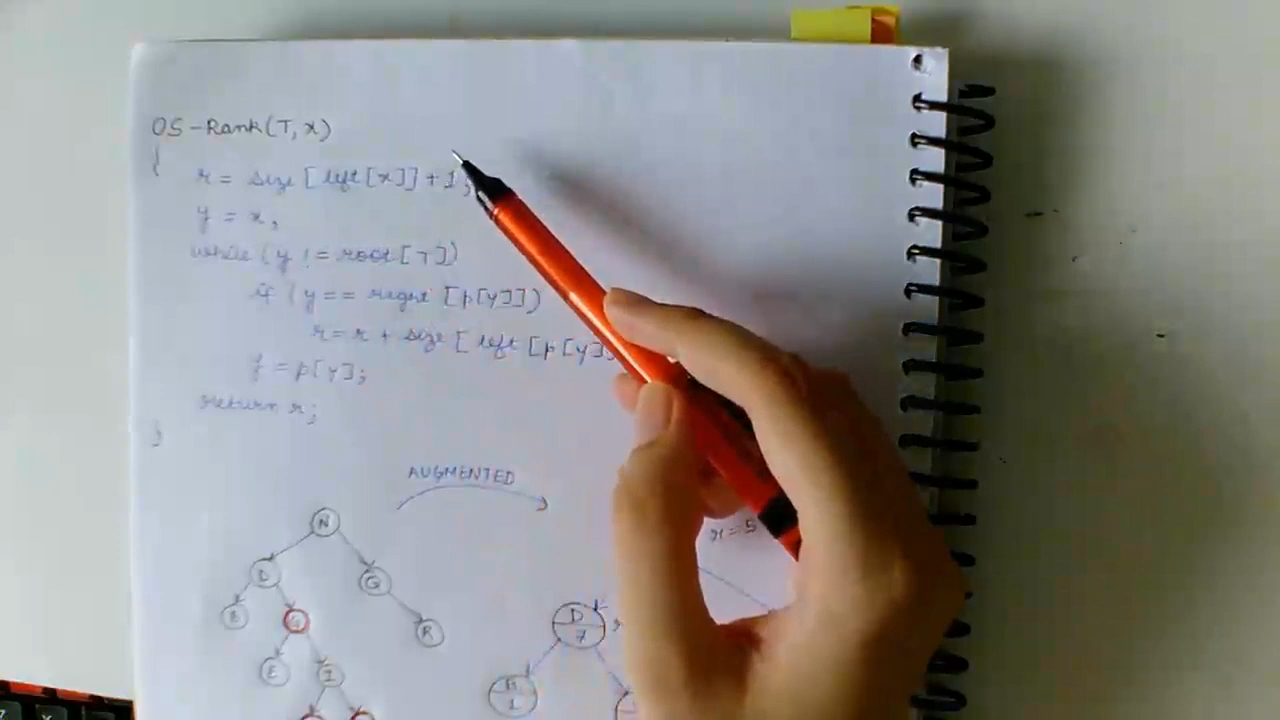 OS-Rank(T, x)
{
r = size [left[x]] + 1;
y = x;
while (y != root[T])
if (y == right [p[y]])
r = r + size [left [p[y]
y = p[y];
return r;
}
AUGMENTED
r=5
N
D
Q
B
G
R
E
I
D
7
B
1